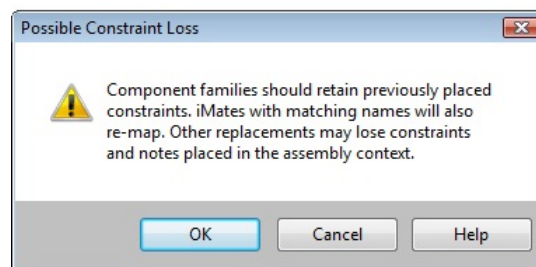 Possible Constraint Loss
Component families should retain previously placed
constraints. iMates with matching names will also
re-map. Other replacements may lose constraints
and notes placed in the assembly context.
OK
Cancel
Help